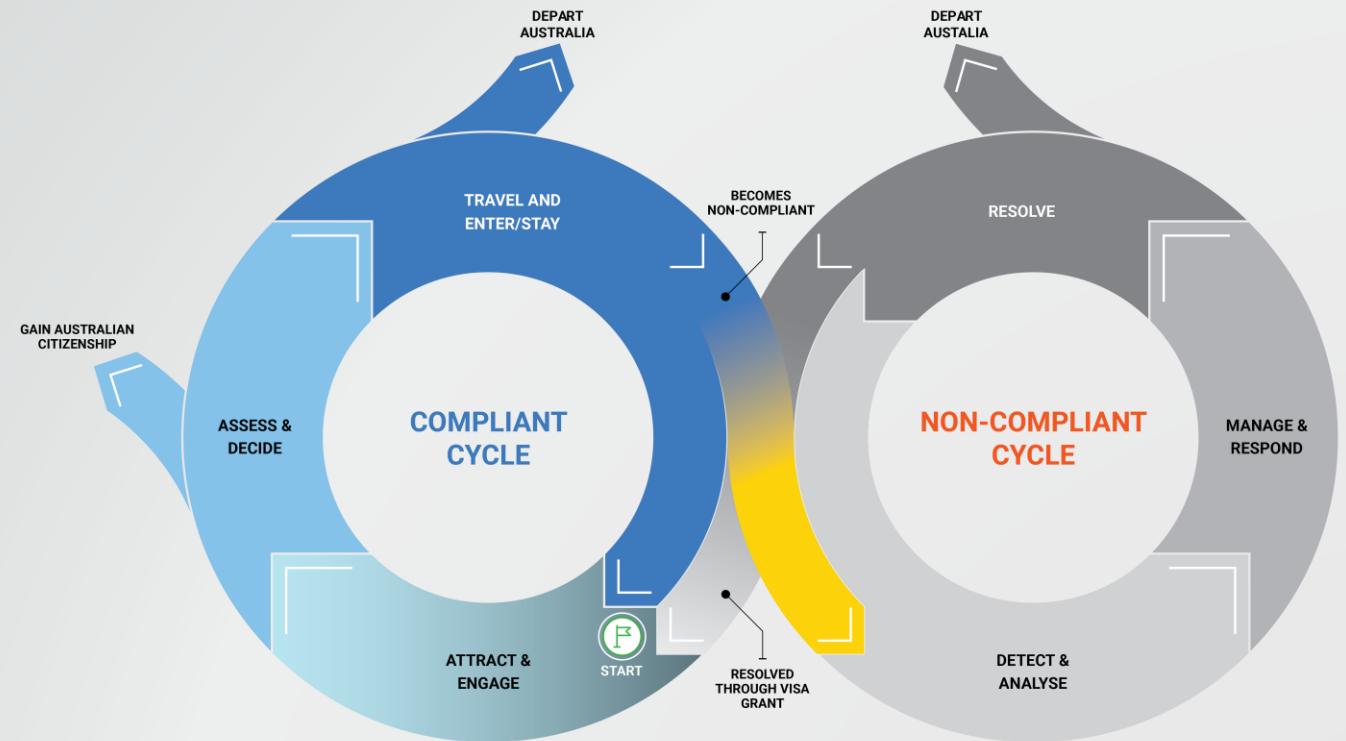 DEPART
AUSTRALIA
DEPART
AUSTALIA
TRAVEL AND
ENTER/STAY
BECOMES
NON-COMPLIANT
RESOLVE
GAIN AUSTRALIAN
CITIZENSHIP
ASSESS &
DECIDE
COMPLIANT
CYCLE
NON-COMPLIANT
CYCLE
MANAGE &
RESPOND
ATTRACT &
ENGAGE
START
RESOLVED
THROUGH VISA
GRANT
DETECT &
ANALYSE